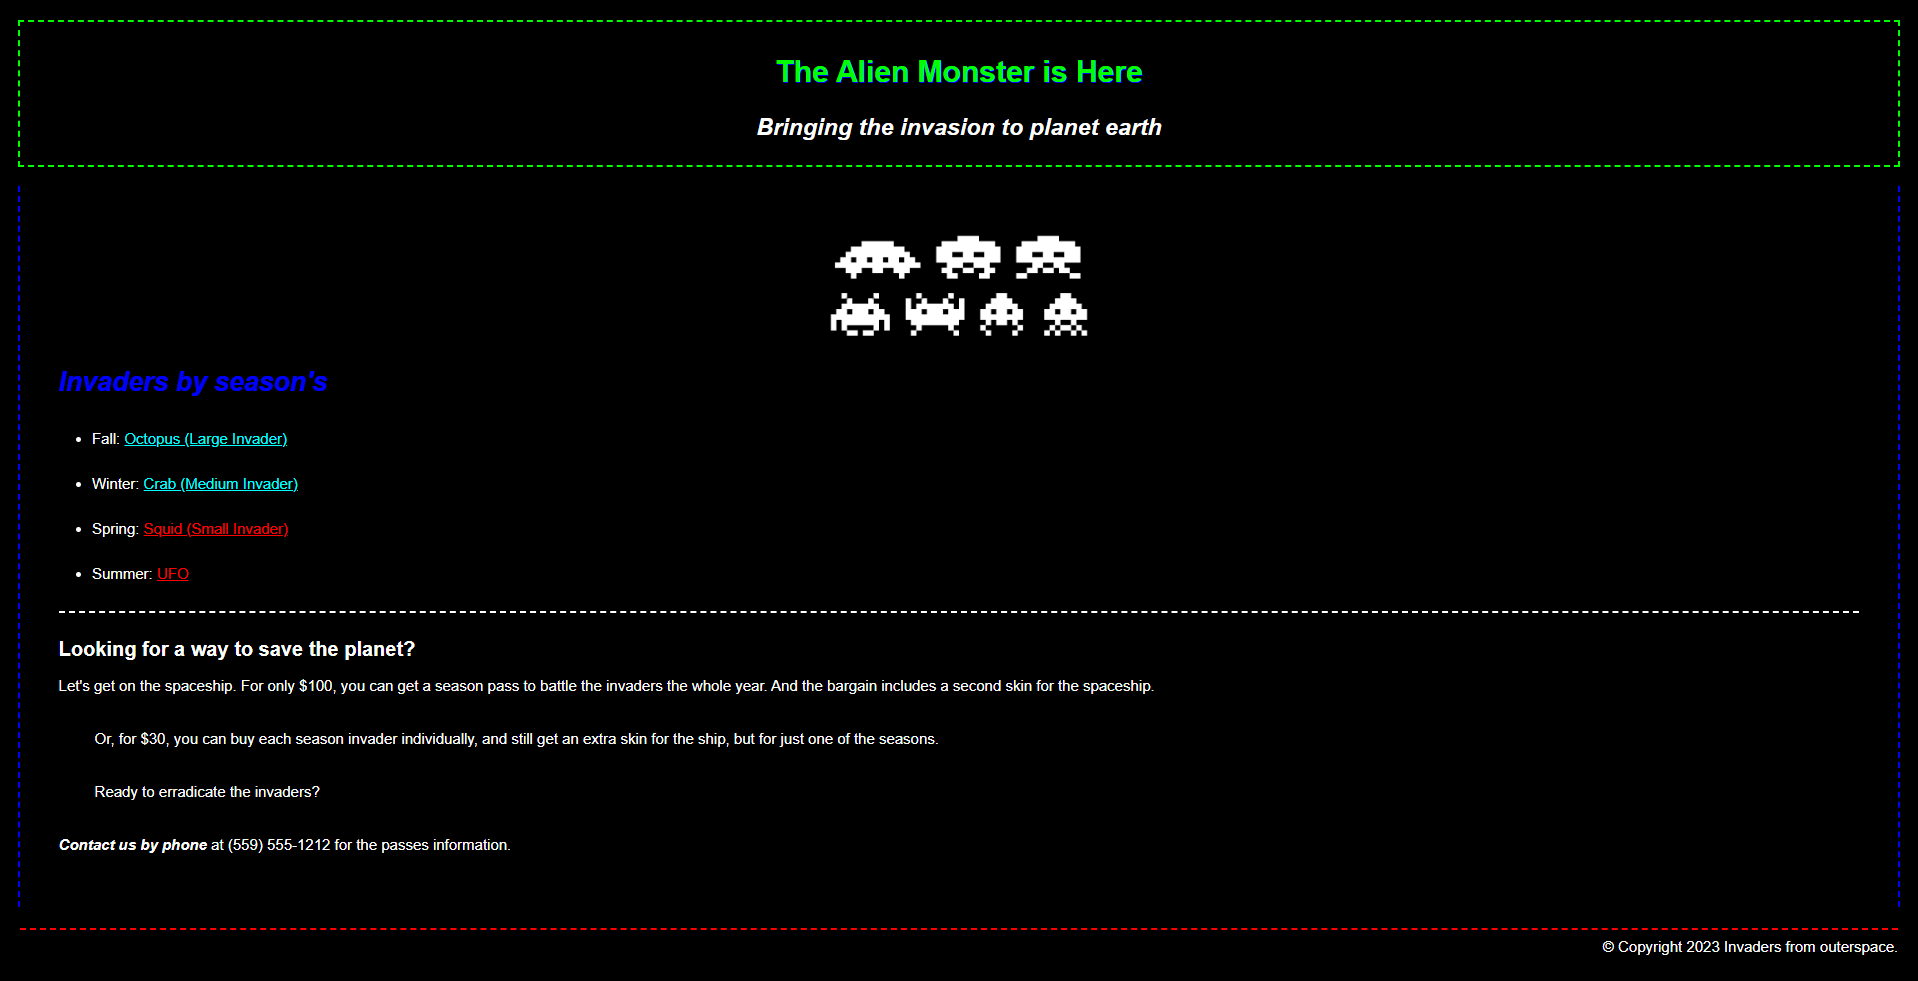 The Alien Monster is Here
Bringing the invasion to planet earth
Invaders by season's
Fall: Octopus (Large Invader)
Winter: Crab (Medium Invader)
Spring: Squid (Small Invader)
Summer: UFO
Looking for a way to save the planet?
Let's get on the spaceship. For only $100, you can get a season pass to battle the invaders the whole year. And the bargain includes a second skin for the spaceship.
Or, for $30, you can buy each season invader individually, and still get an extra skin for the ship, but for just one of the seasons.
Ready to erradicate the invaders?
Contact us by phone at (559) 555-1212 for the passes information.
© Copyright 2023 Invaders from outerspace.